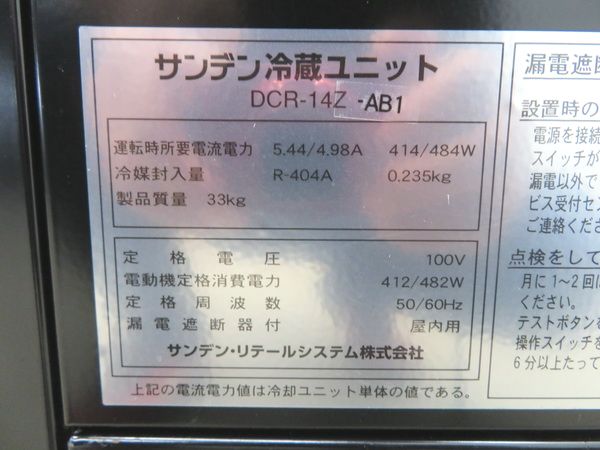 サンデン冷蔵ユニット
DCR-14Z -AB1
運転時所要電流電力 5.44/4.98A 414/484W
冷媒封入量 R-404A 0.235kg
製品質量 33kg
定格電圧 100V
電動機定格消費電力 412/482W
定格周波数 50/60Hz
漏電遮断器付 屋内用
サンデン・リテールシステム株式会社
上記の電流電力値は冷却ユニット単体の値である。
漏電遮断
設置時の
電源を接続
スイッチが
漏電以外で
ビス受付セン
ご連絡くださ
点検をして
月に1〜2回
ください。
テストボタンを
操作スイッチを
6分以上たって